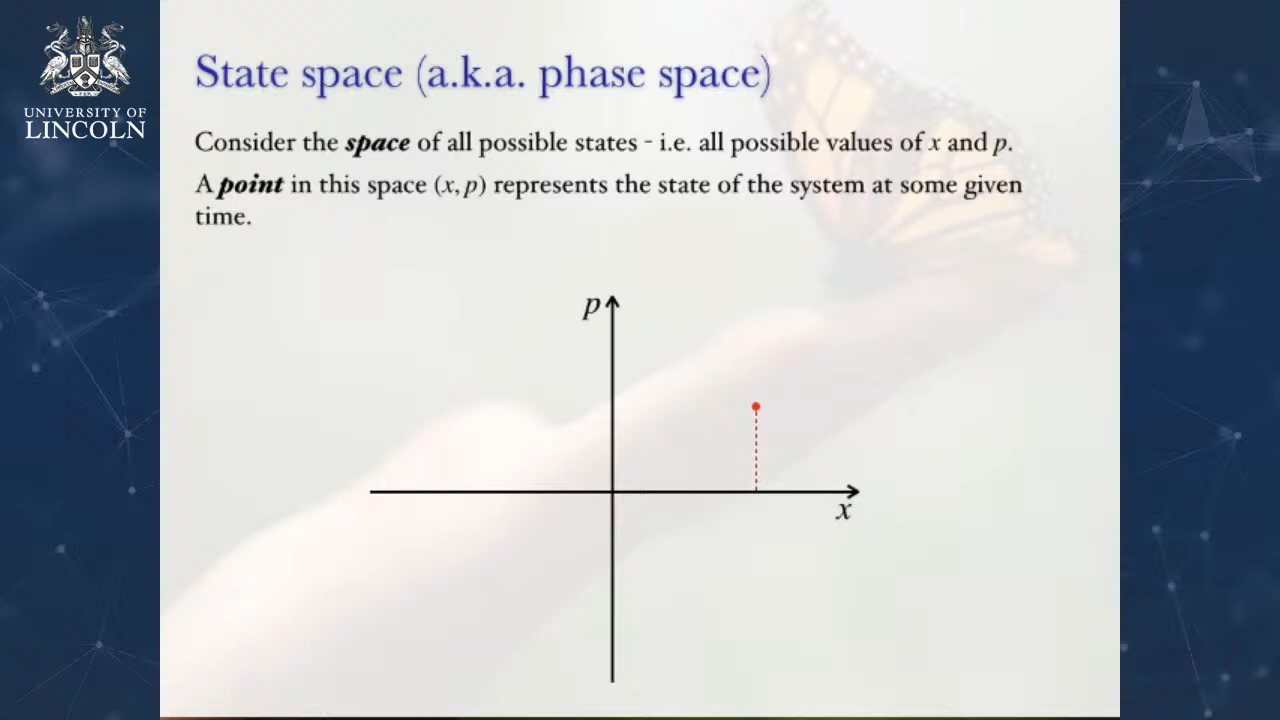 UNIVERSITY OF
LINCOLN
State space (a.k.a. phase space)
Consider the space of all possible states - i.e. all possible values of x and p.
A point in this space (x, p) represents the state of the system at some given
time.
p
x